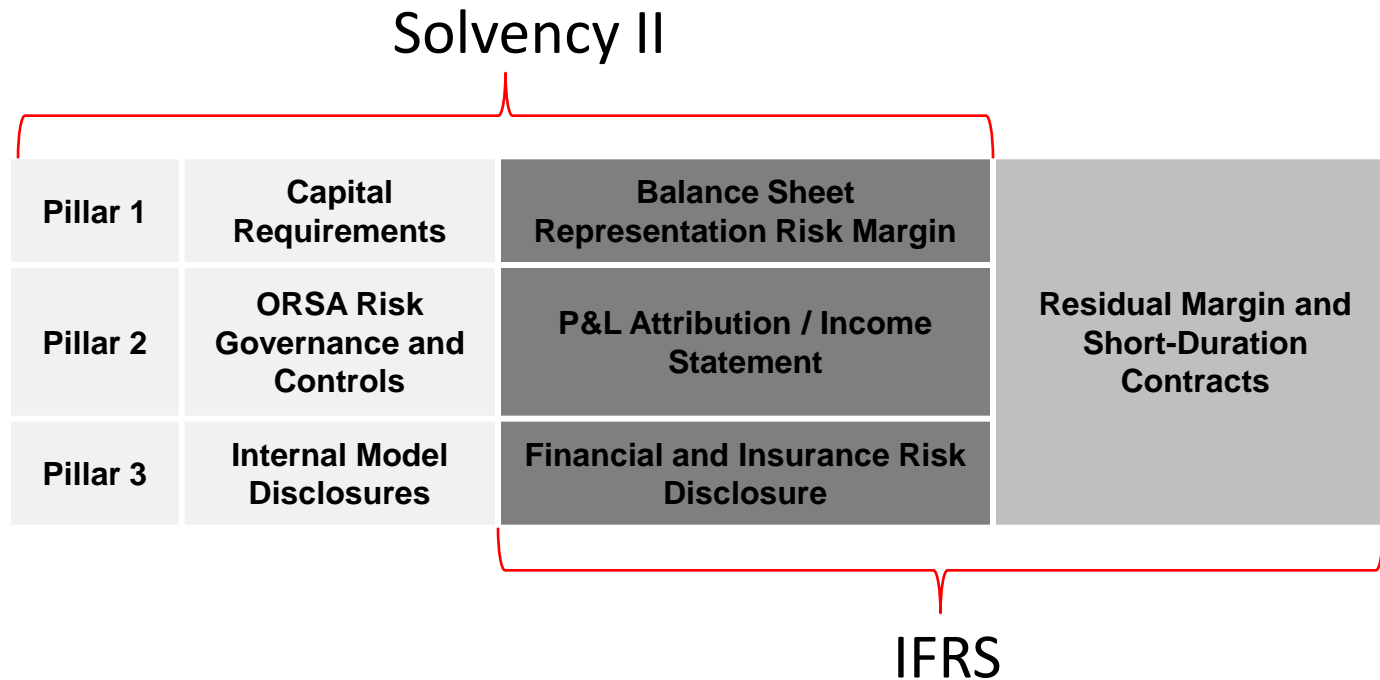 Solvency II
Pillar 1
Capital
Requirements
Balance Sheet
Representation Risk Margin
Pillar 2
ORSA Risk
Governance and
Controls
P&L Attribution / Income
Statement
Residual Margin and
Short-Duration
Contracts
Pillar 3
Internal Model
Disclosures
Financial and Insurance Risk
Disclosure
IFRS